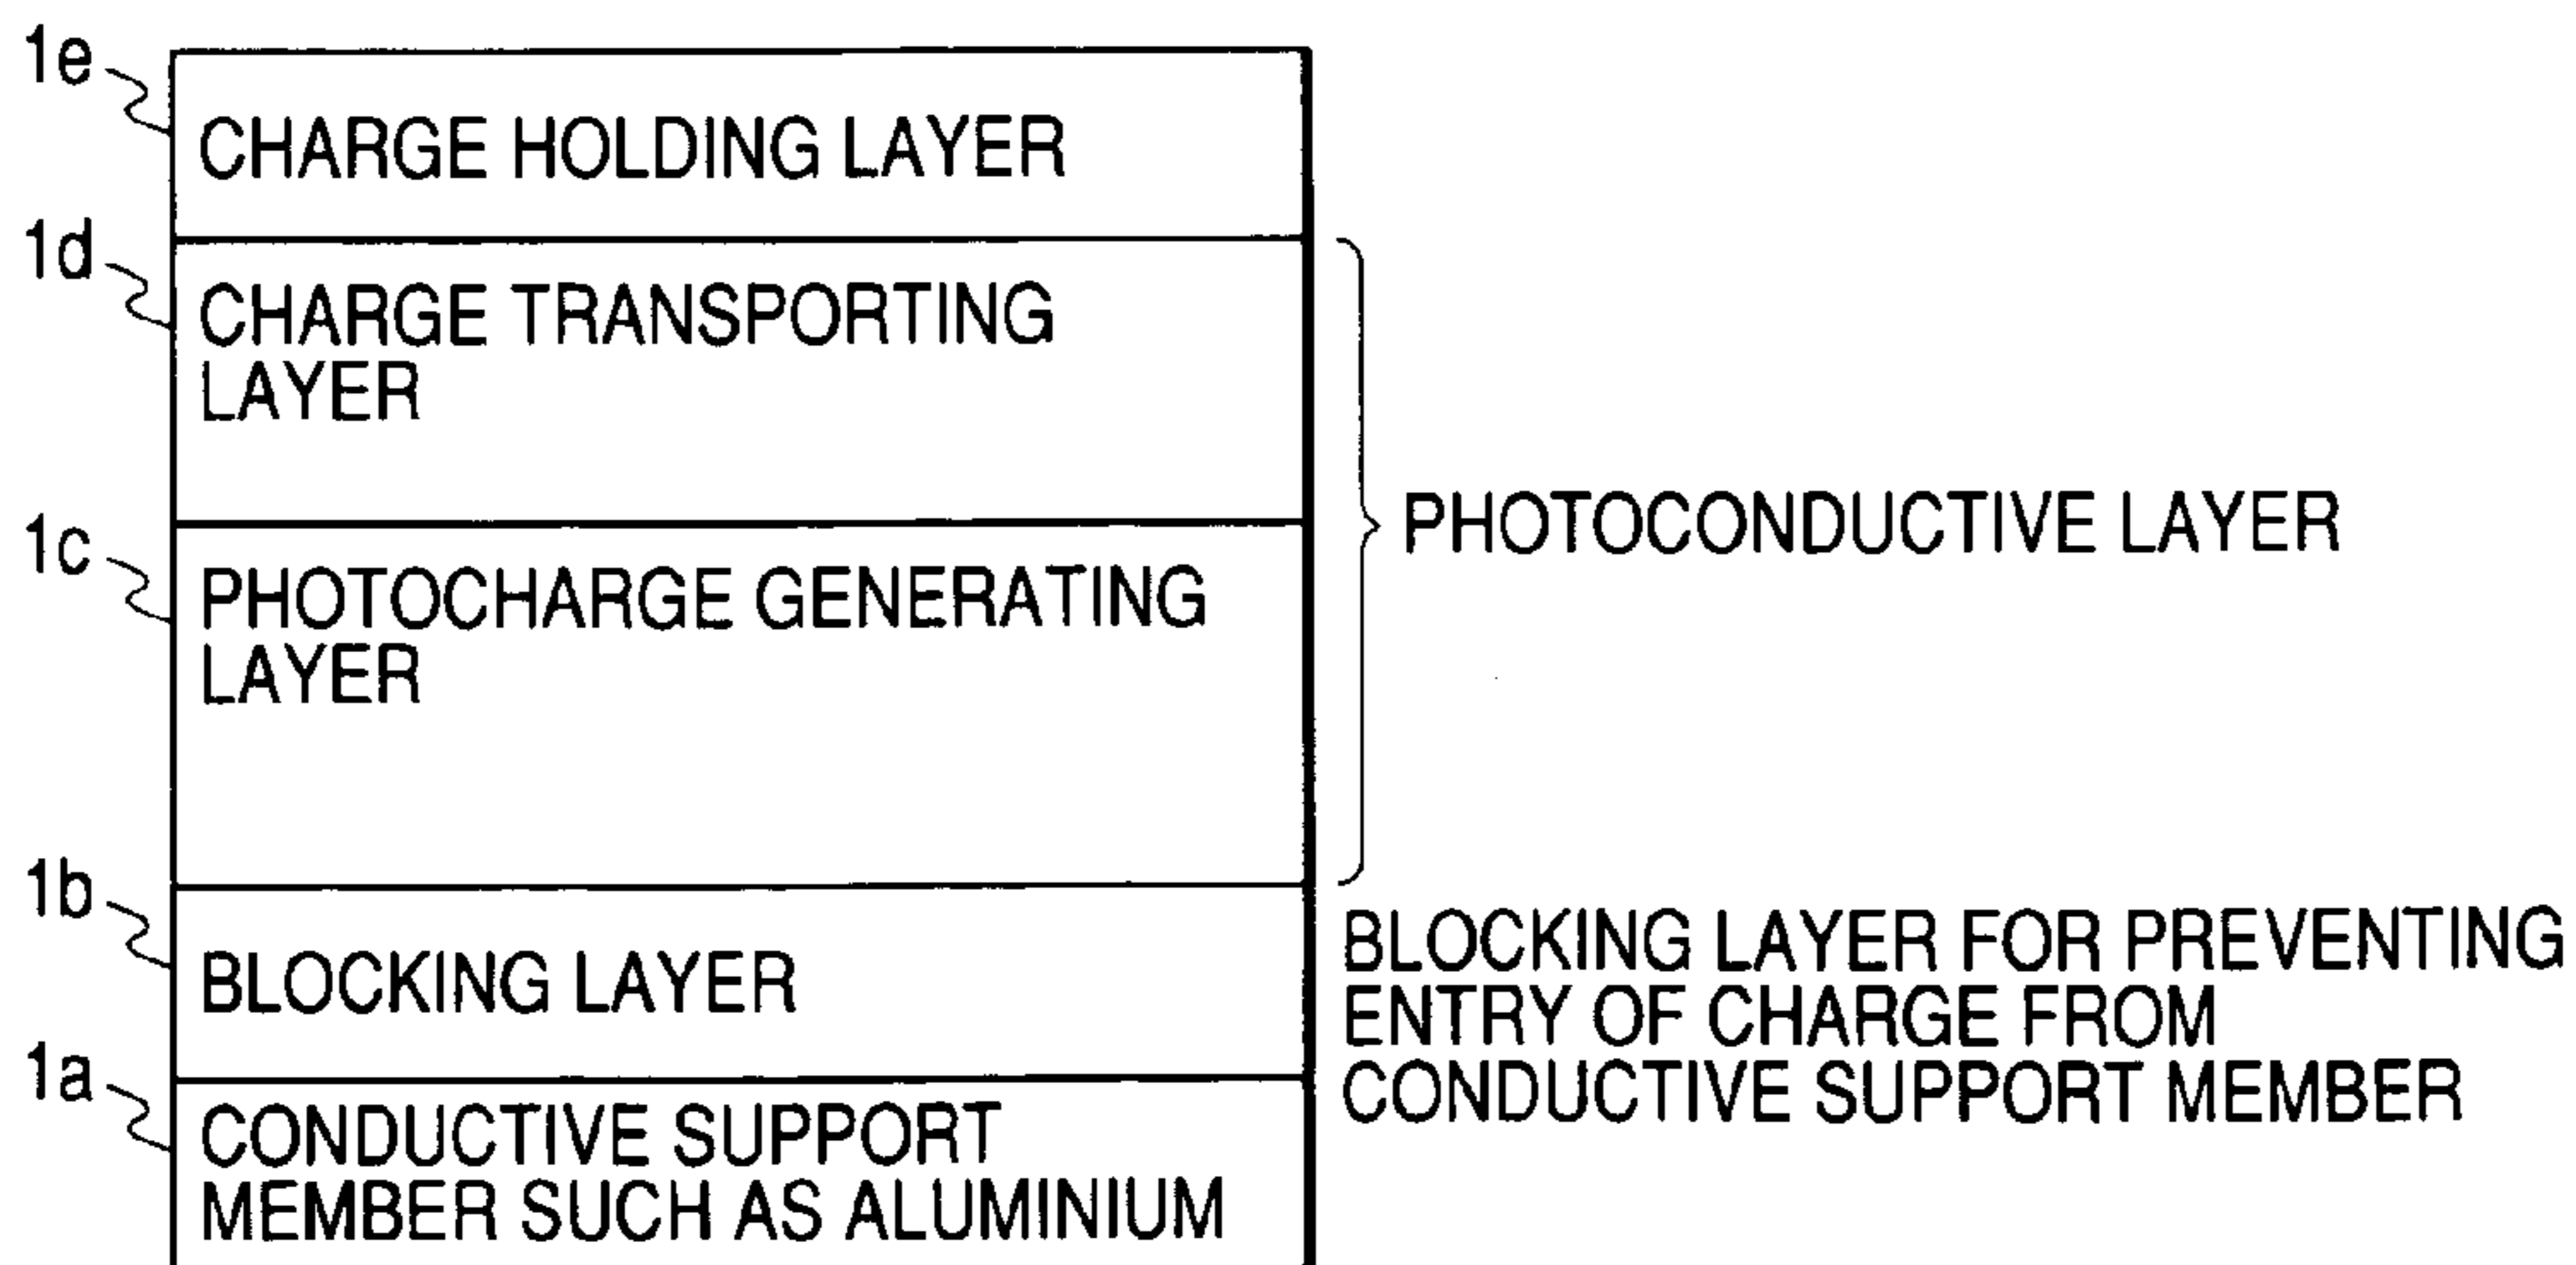 1e
CHARGE HOLDING LAYER
1d
CHARGE TRANSPORTING
LAYER
1c
PHOTOCHARGE GENERATING
LAYER
PHOTOCONDUCTIVE LAYER
1b
BLOCKING LAYER
BLOCKING LAYER FOR PREVENTING
ENTRY OF CHARGE FROM
CONDUCTIVE SUPPORT MEMBER
1a
CONDUCTIVE SUPPORT
MEMBER SUCH AS ALUMINIUM